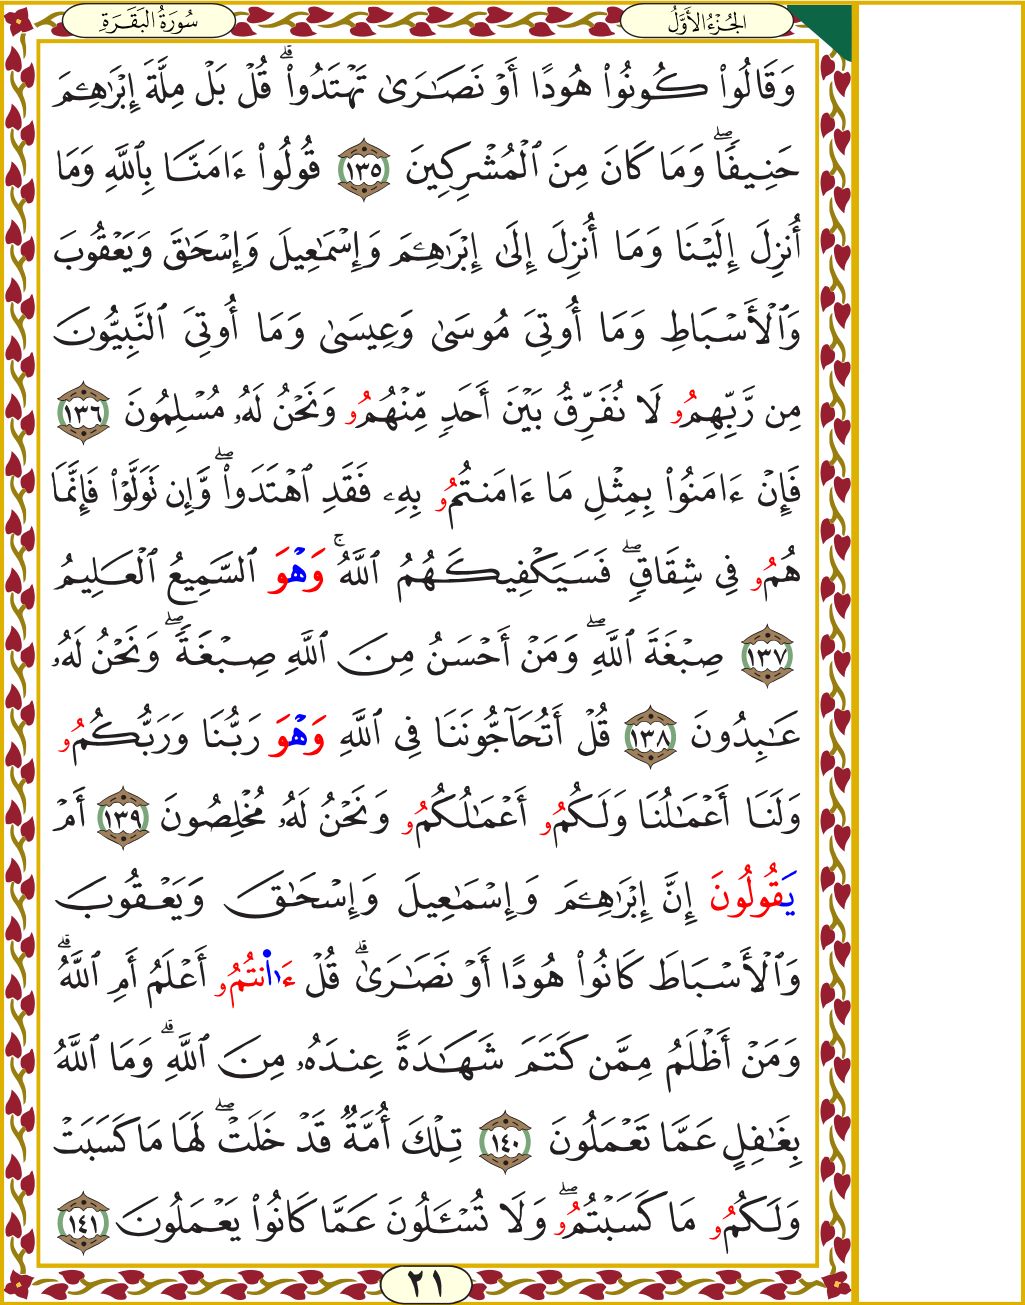 الجُزْءُ الأَوَّلُ
سُورَةُ البَقَرَةِ
وَقَالُوا۟ كُونُوا۟ هُودًا أَوْ نَصَـٰرَىٰ تَهْتَدُوا۟ ۗ قُلْ بَلْ مِلَّةَ إِبْرَٰهِـۧمَ
حَنِيفًا ۖ وَمَا كَانَ مِنَ ٱلْمُشْرِكِينَ ١٣٥ قُولُوٓا۟ ءَامَنَّا بِٱللَّهِ وَمَا
أُنزِلَ إِلَيْنَا وَمَا أُنزِلَ إِلَىٰ إِبْرَٰهِـۧمَ وَإِسْمَـٰعِيلَ وَإِسْحَـٰقَ وَيَعْقُوبَ
وَٱلْأَسْبَاطِ وَمَا أُوتِىَ مُوسَىٰ وَعِيسَىٰ وَمَا أُوتِىَ ٱلنَّبِيُّونَ
مِن رَّبِّهِمُۥ لَا نُفَرِّقُ بَيْنَ أَحَدٍ مِّنْهُمُۥ وَنَحْنُ لَهُۥ مُسْلِمُونَ ١٣٦
فَإِنْ ءَامَنُوا۟ بِمِثْلِ مَا ءَامَنتُمُۥ بِهِۦ فَقَدِ ٱهْتَدَوا۟ ۖ وَّإِن تَوَلَّوْا۟ فَإِنَّمَا
هُمُۥ فِى شِقَاقٍ ۖ فَسَيَكْفِيكَهُمُ ٱللَّهُ ۚ وَهْوَ ٱلسَّمِيعُ ٱلْعَلِيمُ
١٣٧ صِبْغَةَ ٱللَّهِ ۖ وَمَنْ أَحْسَنُ مِنَ ٱللَّهِ صِبْغَةً ۖ وَنَحْنُ لَهُۥ
عَـٰبِدُونَ ١٣٨ قُلْ أَتُحَآجُّونَنَا فِى ٱللَّهِ وَهْوَ رَبُّنَا وَرَبُّكُمُۥ
وَلَنَا أَعْمَـٰلُنَا وَلَكُمُۥ أَعْمَـٰلُكُمُۥ وَنَحْنُ لَهُۥ مُخْلِصُونَ ١٣٩ أَمْ
يَقُولُونَ إِنَّ إِبْرَٰهِـۧمَ وَإِسْمَـٰعِيلَ وَإِسْحَـٰقَ وَيَعْقُوبَ
وَٱلْأَسْبَاطَ كَانُوا۟ هُودًا أَوْ نَصَـٰرَىٰ ۗ قُلْ ءَا۬نتُمُۥ أَعْلَمُ أَمِ ٱللَّهُ ۗ
وَمَنْ أَظْلَمُ مِمَّن كَتَمَ شَهَـٰدَةً عِندَهُۥ مِنَ ٱللَّهِ ۗ وَمَا ٱللَّهُ
بِغَـٰفِلٍ عَمَّا تَعْمَلُونَ ١٤٠ تِلْكَ أُمَّةٌ قَدْ خَلَتْ ۖ لَهَا مَا كَسَبَتْ
وَلَكُمُۥ مَا كَسَبْتُمُۥ ۖ وَلَا تُسْـَٔلُونَ عَمَّا كَانُوا۟ يَعْمَلُونَ ١٤١
٢١